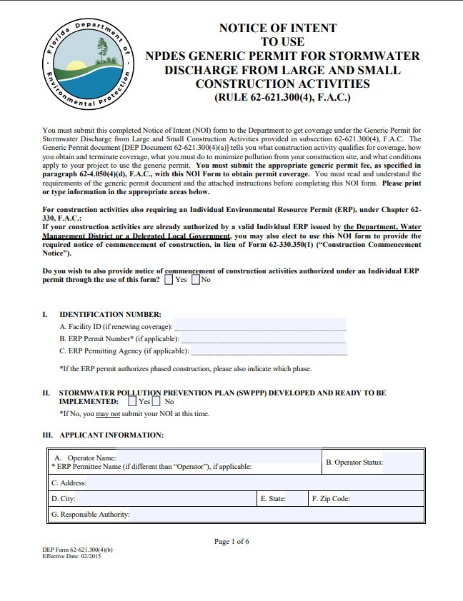 Florida Department of
Environmental Protection
NOTICE OF INTENT
TO USE
NPDES GENERIC PERMIT FOR STORMWATER
DISCHARGE FROM LARGE AND SMALL
CONSTRUCTION ACTIVITIES
(RULE 62-621.300(4), F.A.C.)
You must submit this completed Notice of Intent (NOI) form to the Department to get coverage under the Generic Permit for
Stormwater Discharge from Large and Small Construction Activities provided in subsection 62-621.300(4), F.A.C. The
Generic Permit document [DEP Document 62-621.300(4)(a)] tells you what construction activity qualifies for coverage, how
you obtain and terminate coverage, what you must do to minimize pollution from your construction site, and what conditions
apply to your project to use the generic permit. You must submit the appropriate generic permit fee, as specified in
paragraph 62-4.050(4)(d), F.A.C., with this NOI Form to obtain permit coverage. You must read and understand the
requirements of the generic permit document and the attached instructions before completing this NOI form. Please print
or type information in the appropriate areas below.
For construction activities also requiring an Individual Environmental Resource Permit (ERP), under Chapter 62-
330, F.A.C.:
If your construction activities are already authorized by a valid Individual ERP issued by the Department, Water
Management District or a Delegated Local Government, you may also elect to use this NOI form to provide the
required notice of commencement of construction, in lieu of Form 62-330.350(1) (“Construction Commencement
Notice”).
Do you wish to also provide notice of commencement of construction activities authorized under an Individual ERP
permit through the use of this form? Yes No
I. IDENTIFICATION NUMBER:
A. Facility ID (if renewing coverage):
B. ERP Permit Number* (if applicable):
C. ERP Permitting Agency (if applicable):
*If the ERP permit authorizes phased construction, please also indicate which phase.
II. STORMWATER POLLUTION PREVENTION PLAN (SWPPP) DEVELOPED AND READY TO BE
IMPLEMENTED: Yes No
*If No, you may not submit your NOI at this time.
III. APPLICANT INFORMATION:
A. Operator Name:
* ERP Permittee Name (if different than “Operator”), if applicable:
B. Operator Status:
C. Address:
D. City: E. State: F. Zip Code:
G. Responsible Authority:
Page 1 of 6
DEP Form 62-621.300(4)(b)
Effective Date: 02/2015